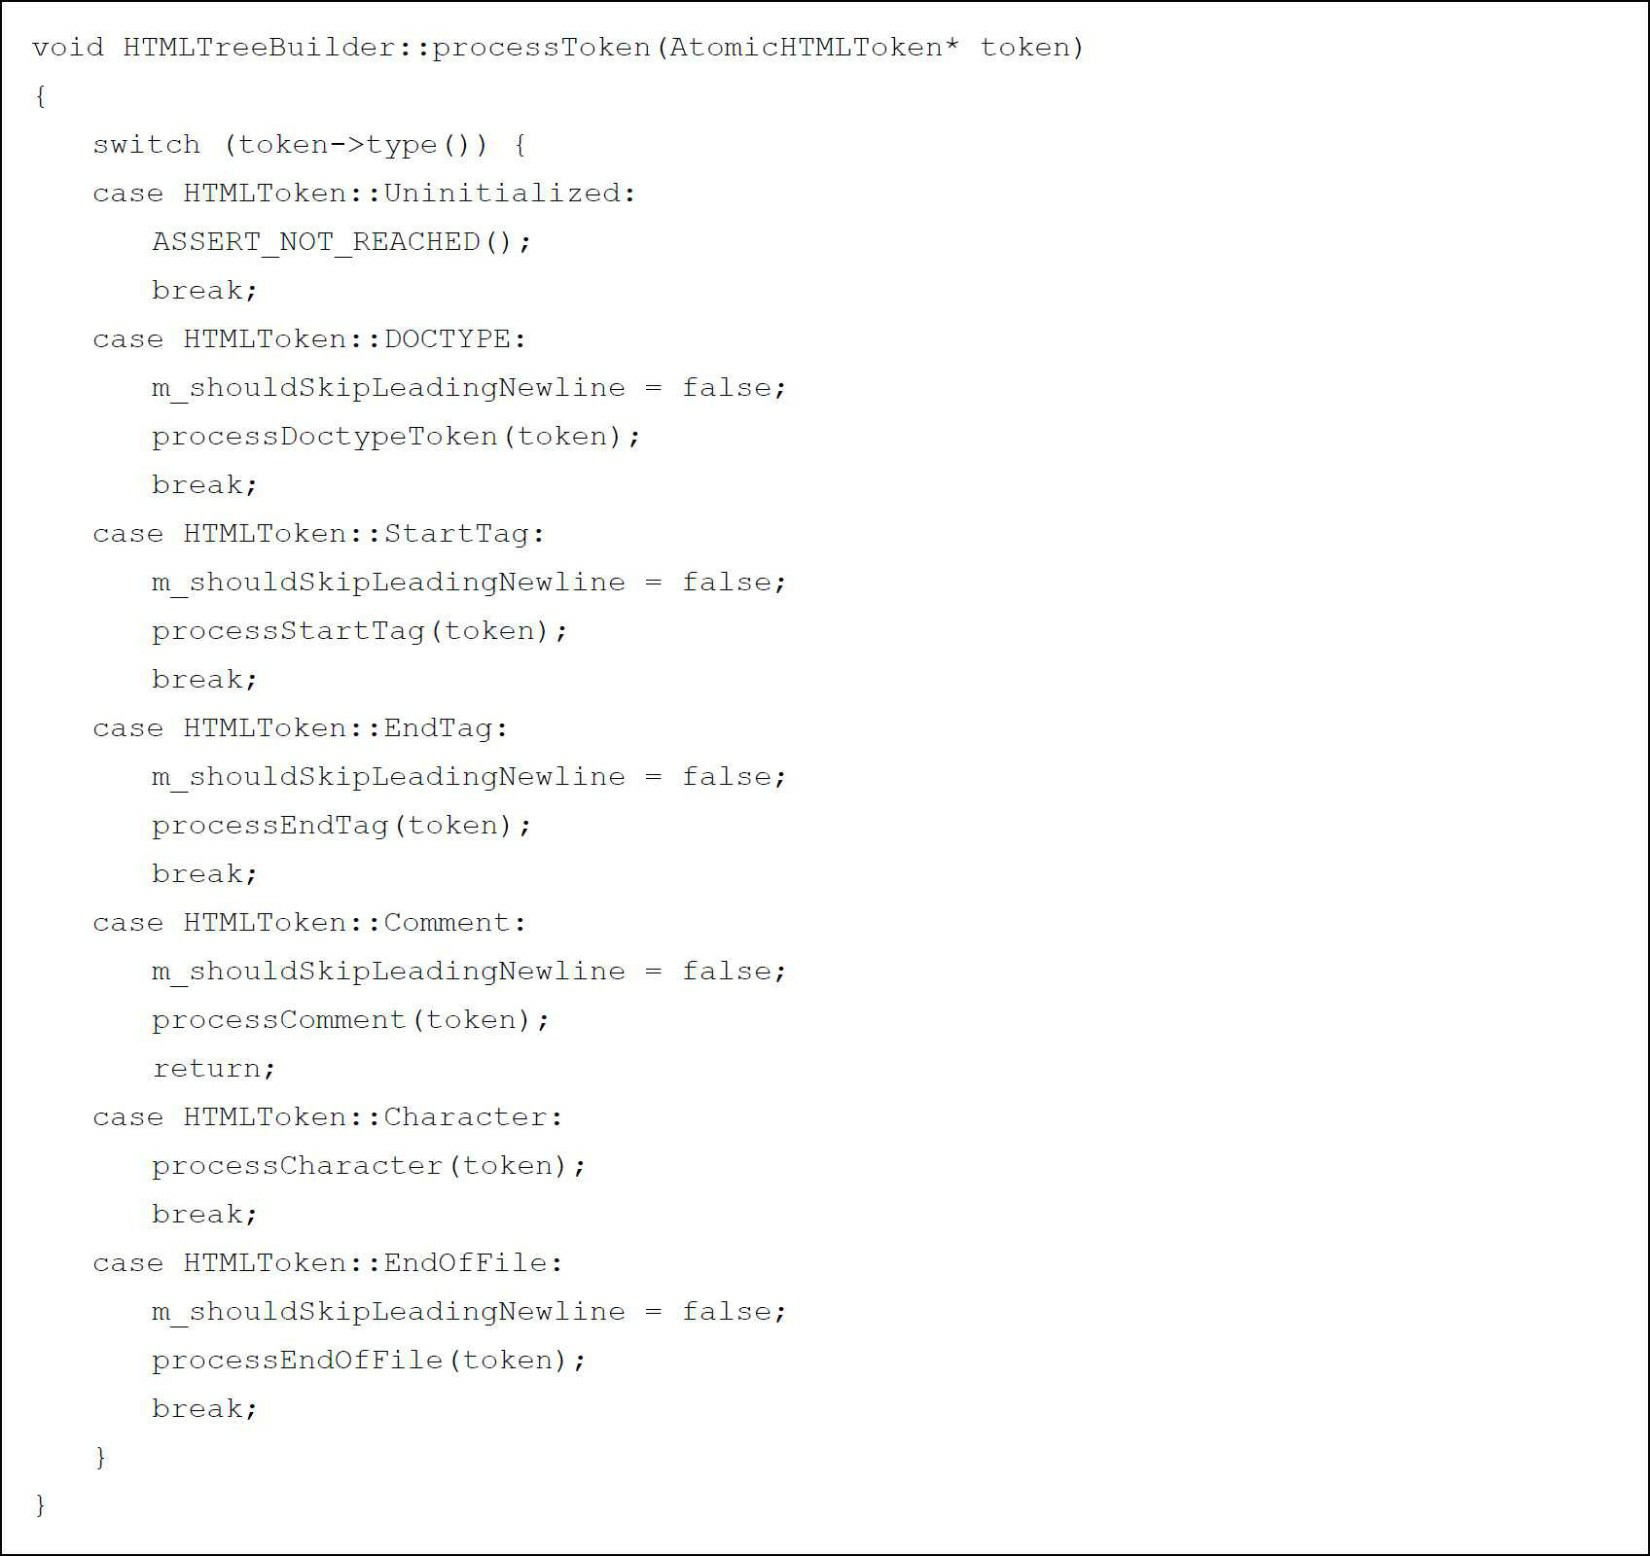 void HTMLTreeBuilder::processToken(AtomicHTMLToken* token)
{
switch (token->type()) {
case HTMLToken::Uninitialized:
ASSERT_NOT_REACHED();
break;
case HTMLToken::DOCTYPE:
m_shouldSkipLeadingNewline = false;
processDoctypeToken(token);
break;
case HTMLToken::StartTag:
m_shouldSkipLeadingNewline = false;
processStartTag(token);
break;
case HTMLToken::EndTag:
m_shouldSkipLeadingNewline = false;
processEndTag(token);
break;
case HTMLToken::Comment:
m_shouldSkipLeadingNewline = false;
processComment(token);
return;
case HTMLToken::Character:
processCharacter(token);
break;
case HTMLToken::EndOfFile:
m_shouldSkipLeadingNewline = false;
processEndOfFile(token);
break;
}
}